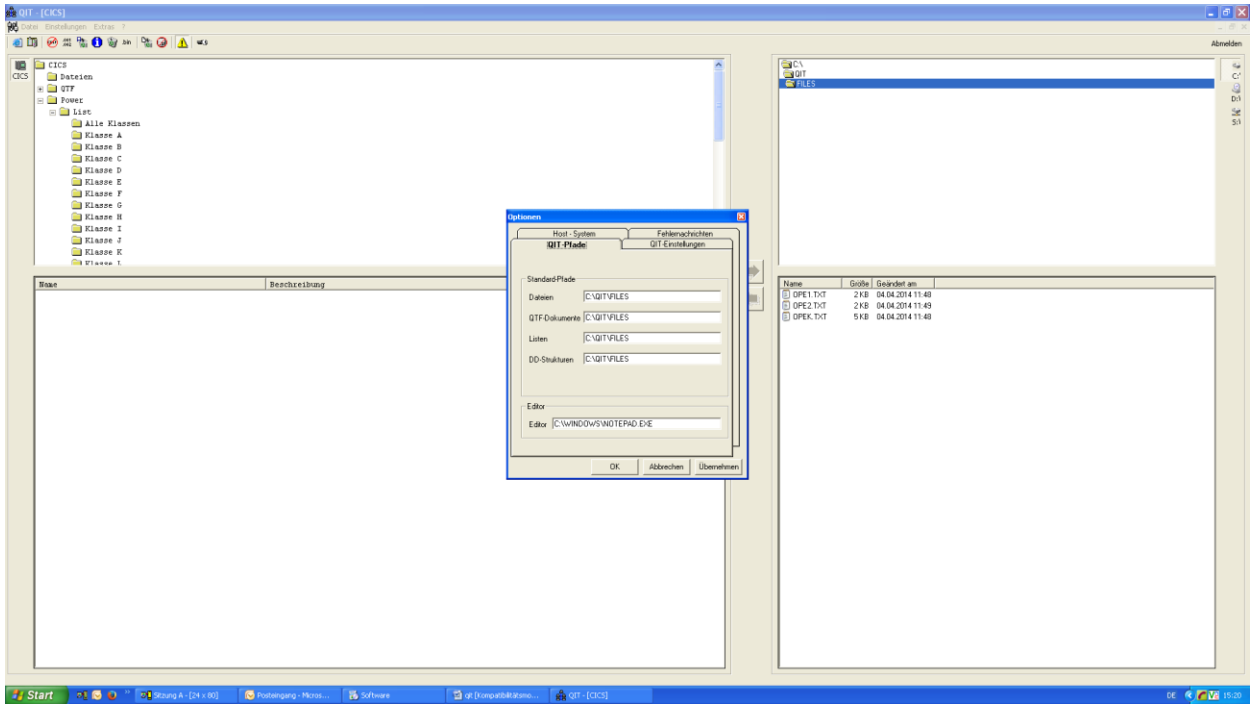 QIT - [CICS]
Datei Einstellungen Extras ?
.bin
Abmelden
CICS
CICS
Dateien
QTF
Power
List
Alle Klassen
Klasse A
Klasse B
Klasse C
Klasse D
Klasse E
Klasse F
Klasse G
Klasse H
Klasse I
Klasse J
Klasse K
Klasse L
C:\
QIT
FILES
C:\
D:\
S:\
Optionen
Host - System Fehlernachrichten
QIT-Pfade QIT-Einstellungen
Standard-Pfade
Dateien C:\QIT\FILES
QTF-Dokumente C:\QIT\FILES
Listen C:\QIT\FILES
DD-Strukturen C:\QIT\FILES
Editor
Editor C:\WINDOWS\NOTEPAD.EXE
OK Abbrechen Übernehmen
Name Beschreibung
Name Größe Geändert am
OPE1.TXT 2 KB 04.04.2014 11:48
OPE2.TXT 2 KB 04.04.2014 11:49
OPEK.TXT 5 KB 04.04.2014 11:48
Start Sitzung A - [24 x 80] Posteingang - Micros... Software qit [Kompatibilitätsmo... QIT - [CICS] DE 15:20